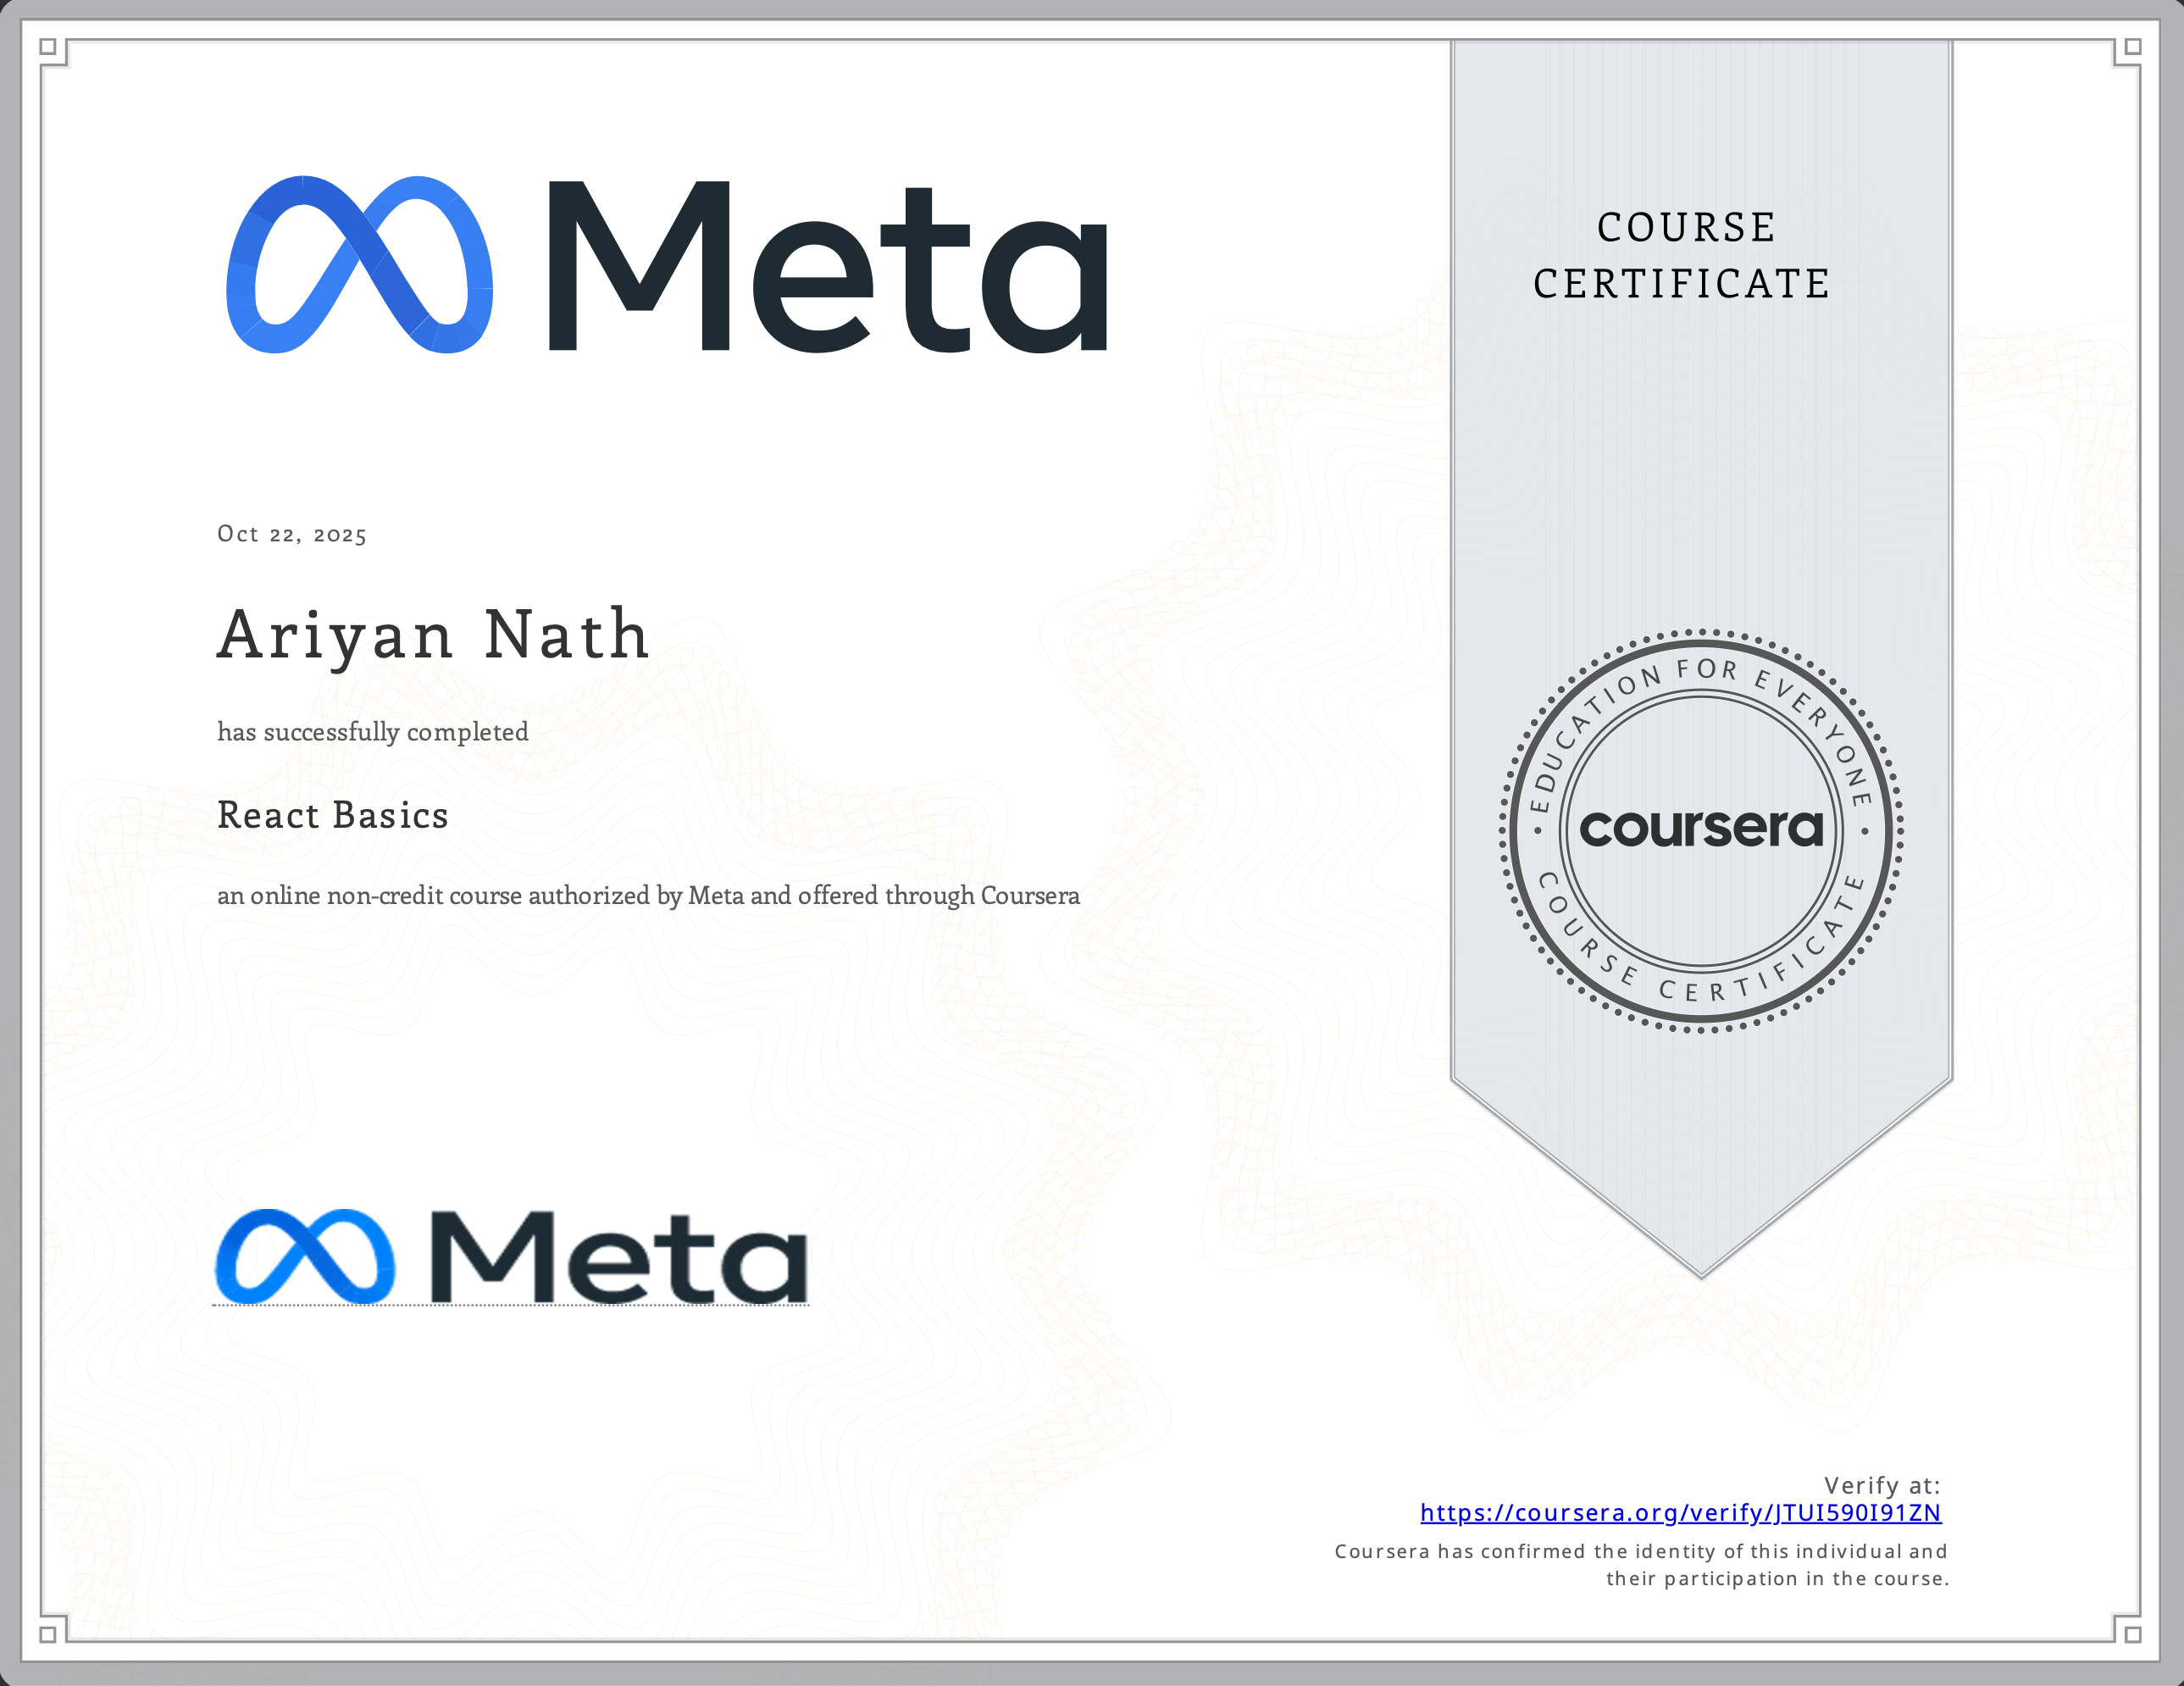 Meta
COURSE
CERTIFICATE
Oct 22, 2025
Ariyan Nath
has successfully completed
React Basics
an online non-credit course authorized by Meta and offered through Coursera
EDUCATION FOR EVERYONE
coursera
COURSE CERTIFICATE
Meta
Verify at:
https://coursera.org/verify/JTUI590I91ZN
Coursera has confirmed the identity of this individual and
their participation in the course.